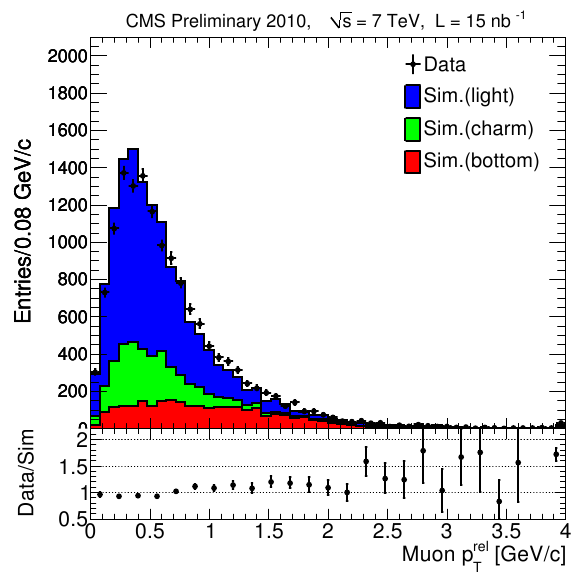 CMS Preliminary 2010, √s = 7 TeV, L = 15 nb⁻¹
Entries/0.08 GeV/c
2000
1800
1600
1400
1200
1000
800
600
400
200
0
Data
Sim.(light)
Sim.(charm)
Sim.(bottom)
Data/Sim
2
1.5
1
0.5
0 0.5 1 1.5 2 2.5 3 3.5 4
Muon p_T^rel [GeV/c]